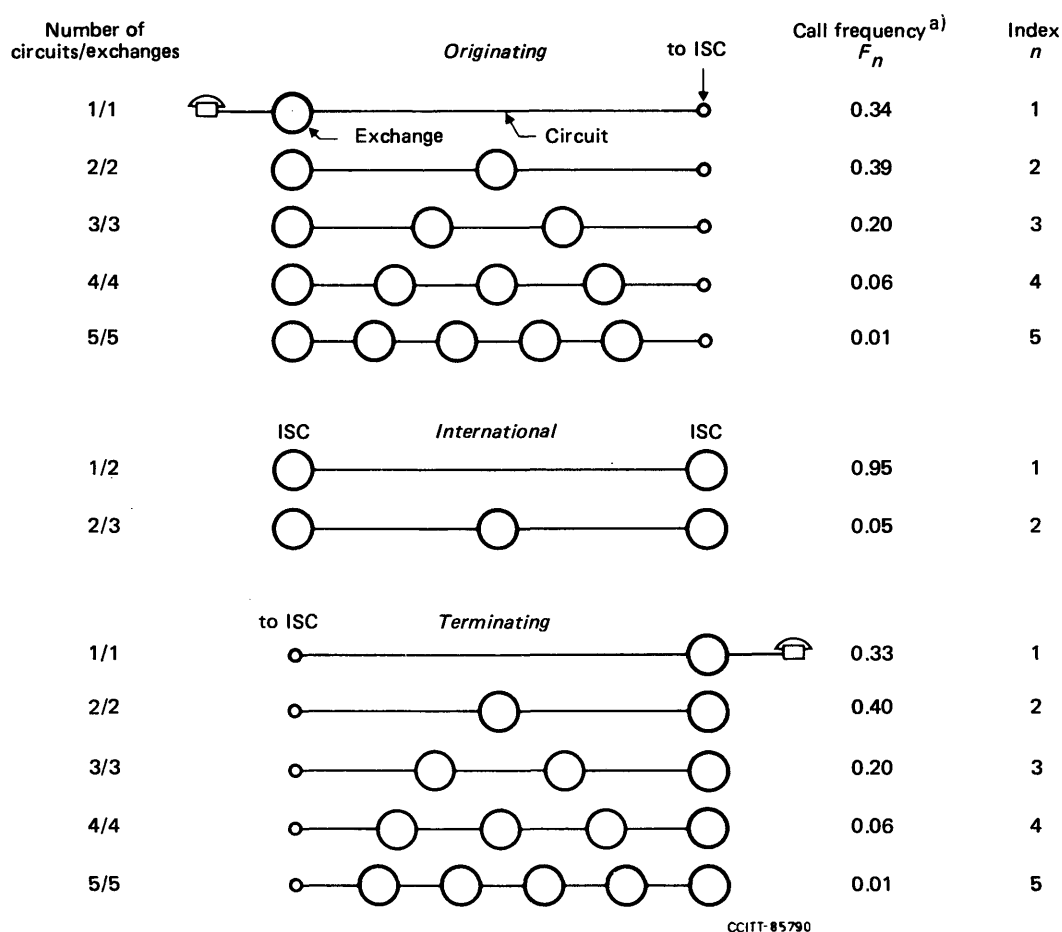 Number of circuits/exchanges Originating to ISC Call frequency a) Fn Index n
1/1 0.34 1
Exchange Circuit
2/2 0.39 2
3/3 0.20 3
4/4 0.06 4
5/5 0.01 5
ISC International ISC
1/2 0.95 1
2/3 0.05 2
to ISC Terminating
1/1 0.33 1
2/2 0.40 2
3/3 0.20 3
4/4 0.06 4
5/5 0.01 5
CCITT-85790